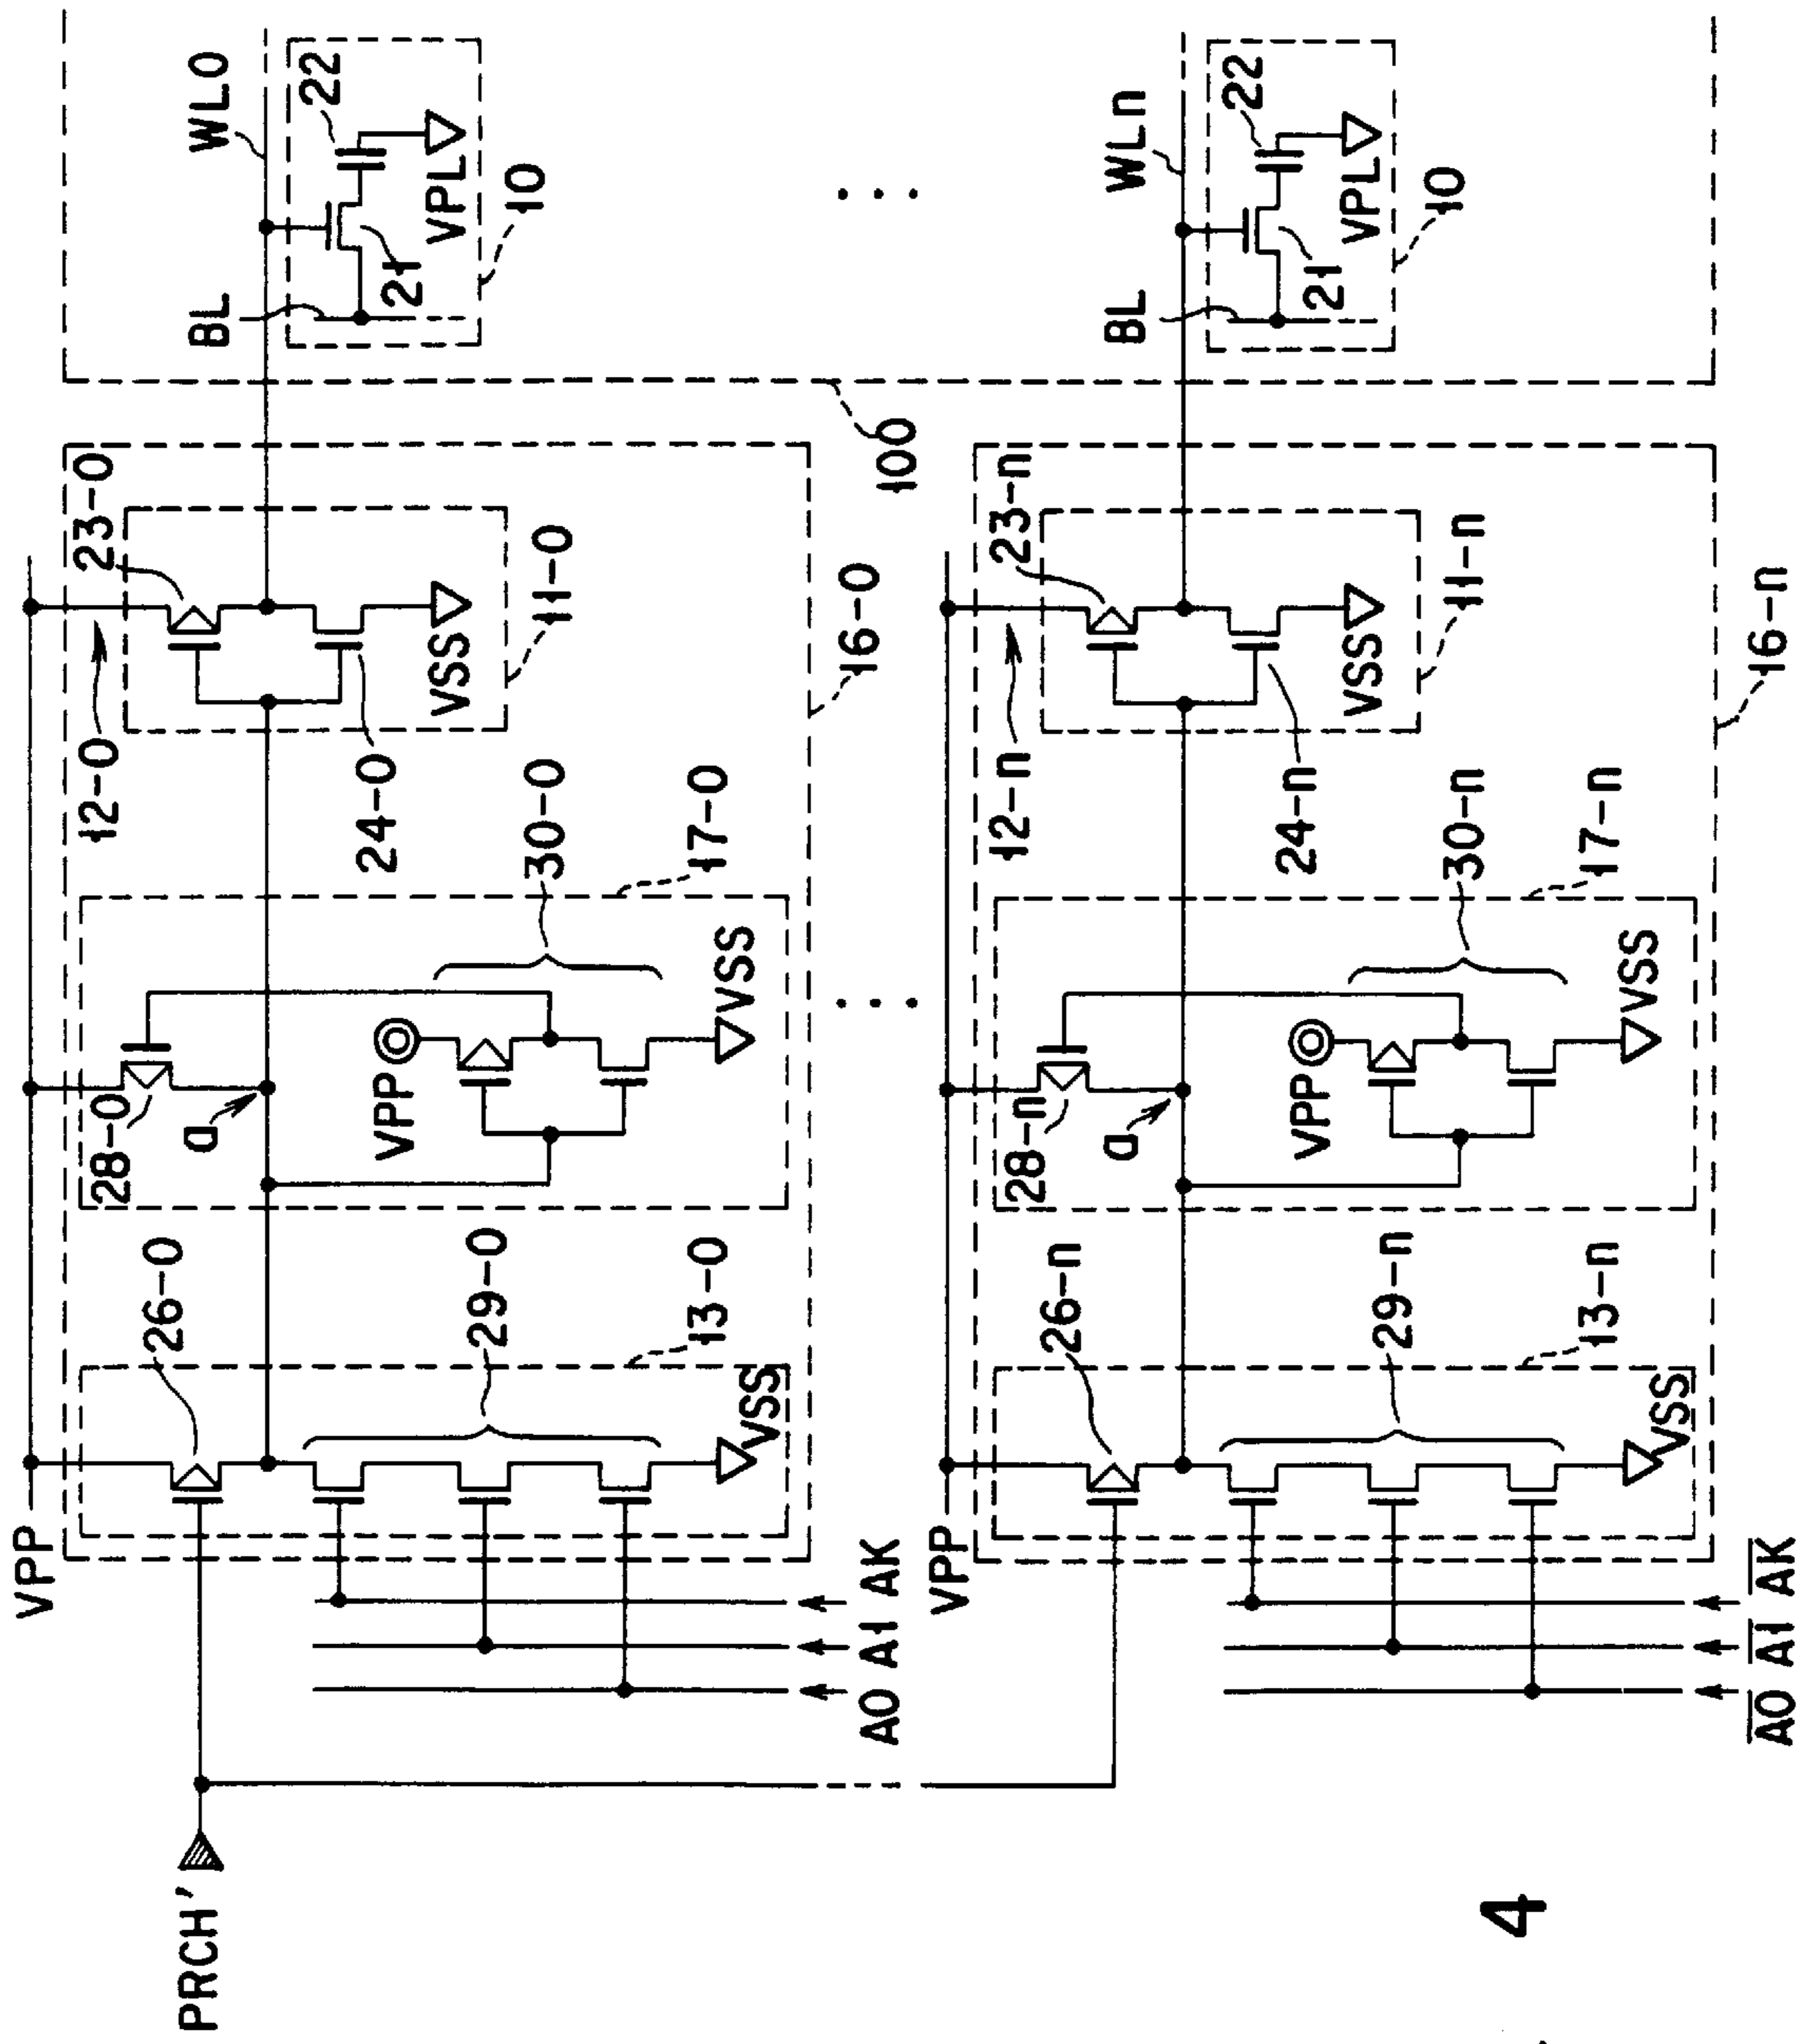 VPP
12-0
23-0
WL0
BL
22
21
VPL
10
24-0
VSS
11-0
16-0
100
28-0
a
VPP
30-0
VSS
17-0
26-0
29-0
13-0
VSS
PRCH'
A0 A1 AK
VPP
12-n
23-n
WLn
BL
22
21
VPL
10
24-n
VSS
11-n
16-n
28-n
a
VPP
30-n
VSS
17-n
26-n
29-n
13-n
VSS
A̅0̅ A̅1̅ A̅K̅
4